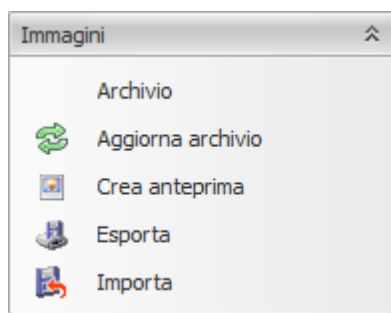 Immagini
Archivio
Aggiorna archivio
Crea anteprima
Esporta
Importa